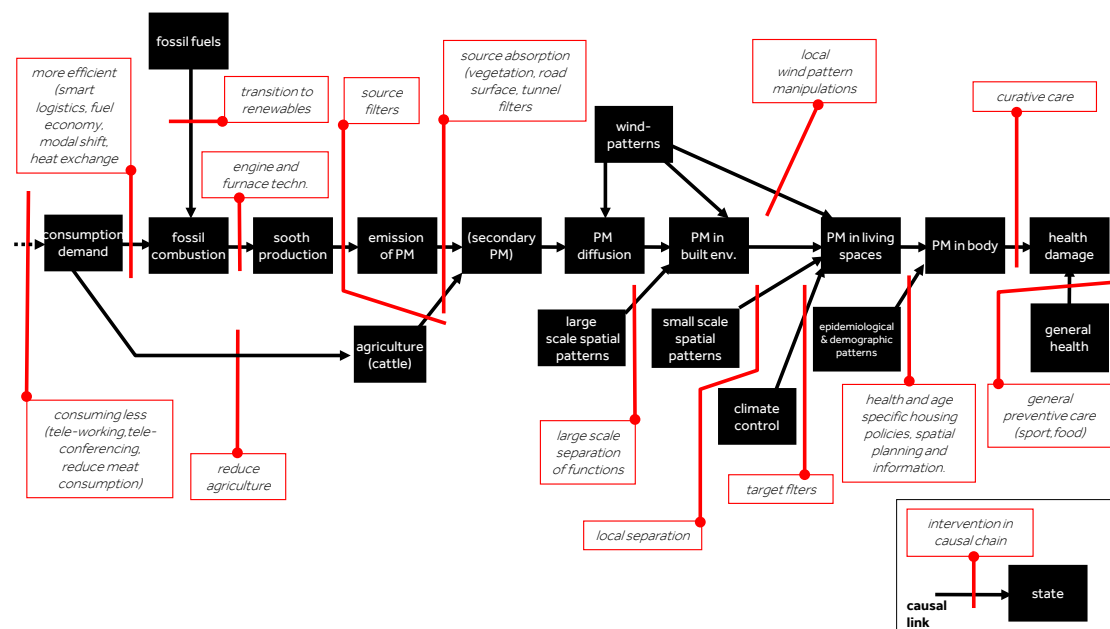 fossil fuels
more efficient
(smart
logistics, fuel
economy,
modal shift,
heat exchange
transition to
renewables
source
filters
source absorption
(vegetation, road
surface, tunnel
filters
local
wind pattern
manipulations
curative care
wind-
patterns
engine and
furnace techn.
consumption
demand
fossil
combustion
sooth
production
emission
of PM
(secondary
PM)
PM
diffusion
PM in
built env.
PM in living
spaces
PM in body
health
damage
large
scale spatial
patterns
small scale
spatial
patterns
epidemiological
& demographic
patterns
general
health
agriculture
(cattle)
climate
control
consuming less
(tele-working,tele-
conferencing,
reduce meat
consumption)
reduce
agriculture
large scale
separation
of functions
target flters
health and age
specific housing
policies, spatial
planning and
information.
general
preventive care
(sport,food)
local separation
intervention in
causal chain
causal
link
state